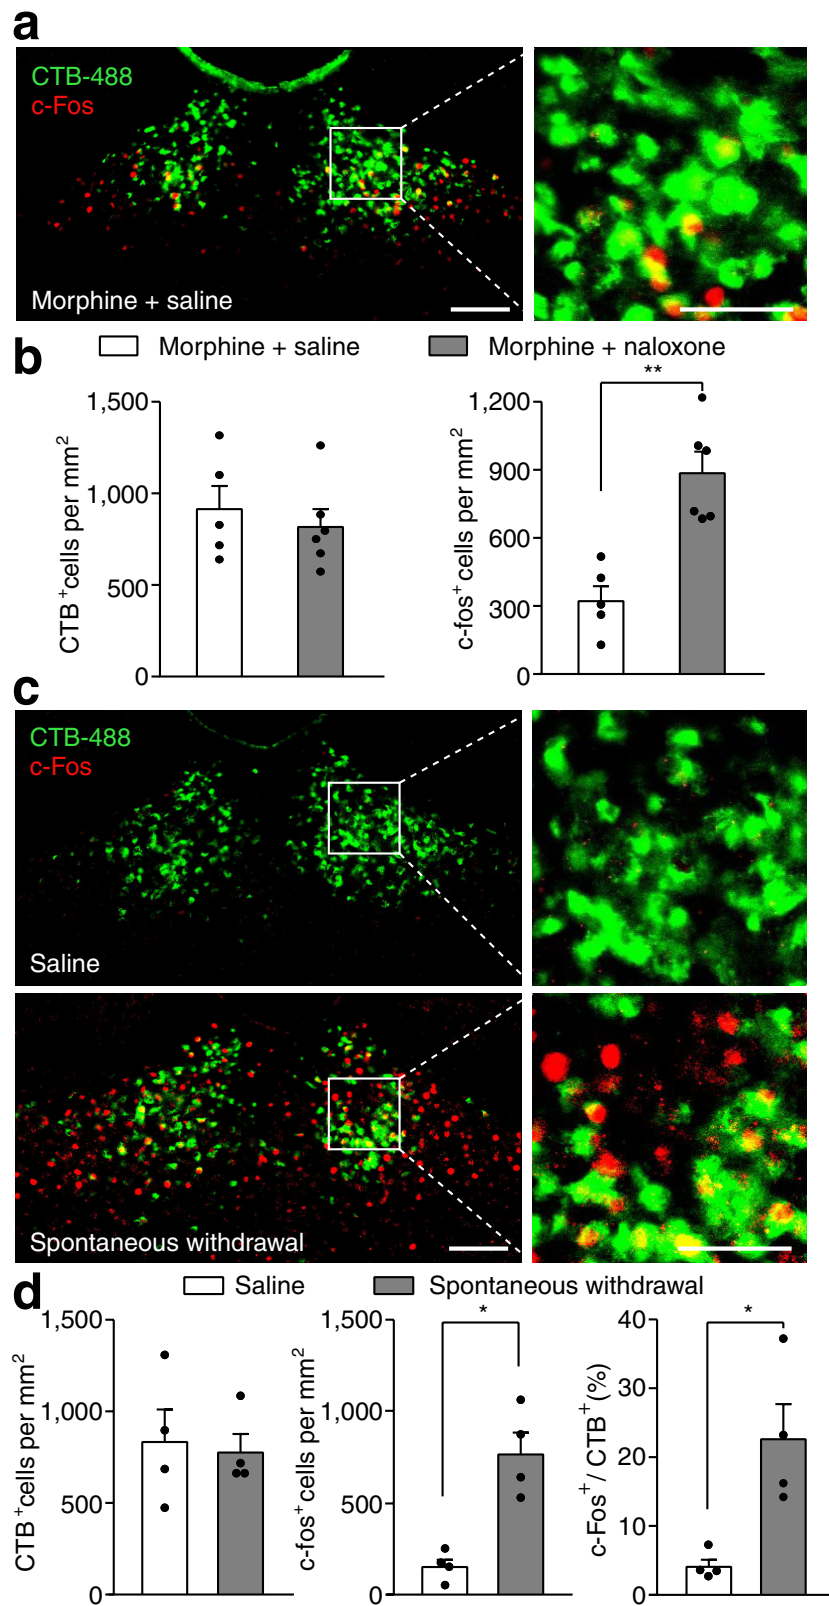 a
CTB-488
c-Fos
Morphine + saline
b
Morphine + saline
Morphine + naloxone
CTB⁺cells per mm²
1,500
1,000
500
0
c-fos⁺ cells per mm²
1,200
900
600
300
0
**
c
CTB-488
c-Fos
Saline
Spontaneous withdrawal
d
Saline
Spontaneous withdrawal
CTB⁺cells per mm²
1,500
1,000
500
0
c-fos⁺ cells per mm²
1,500
1,000
500
0
*
c-Fos⁺/ CTB⁺(%)
40
30
20
10
0
*